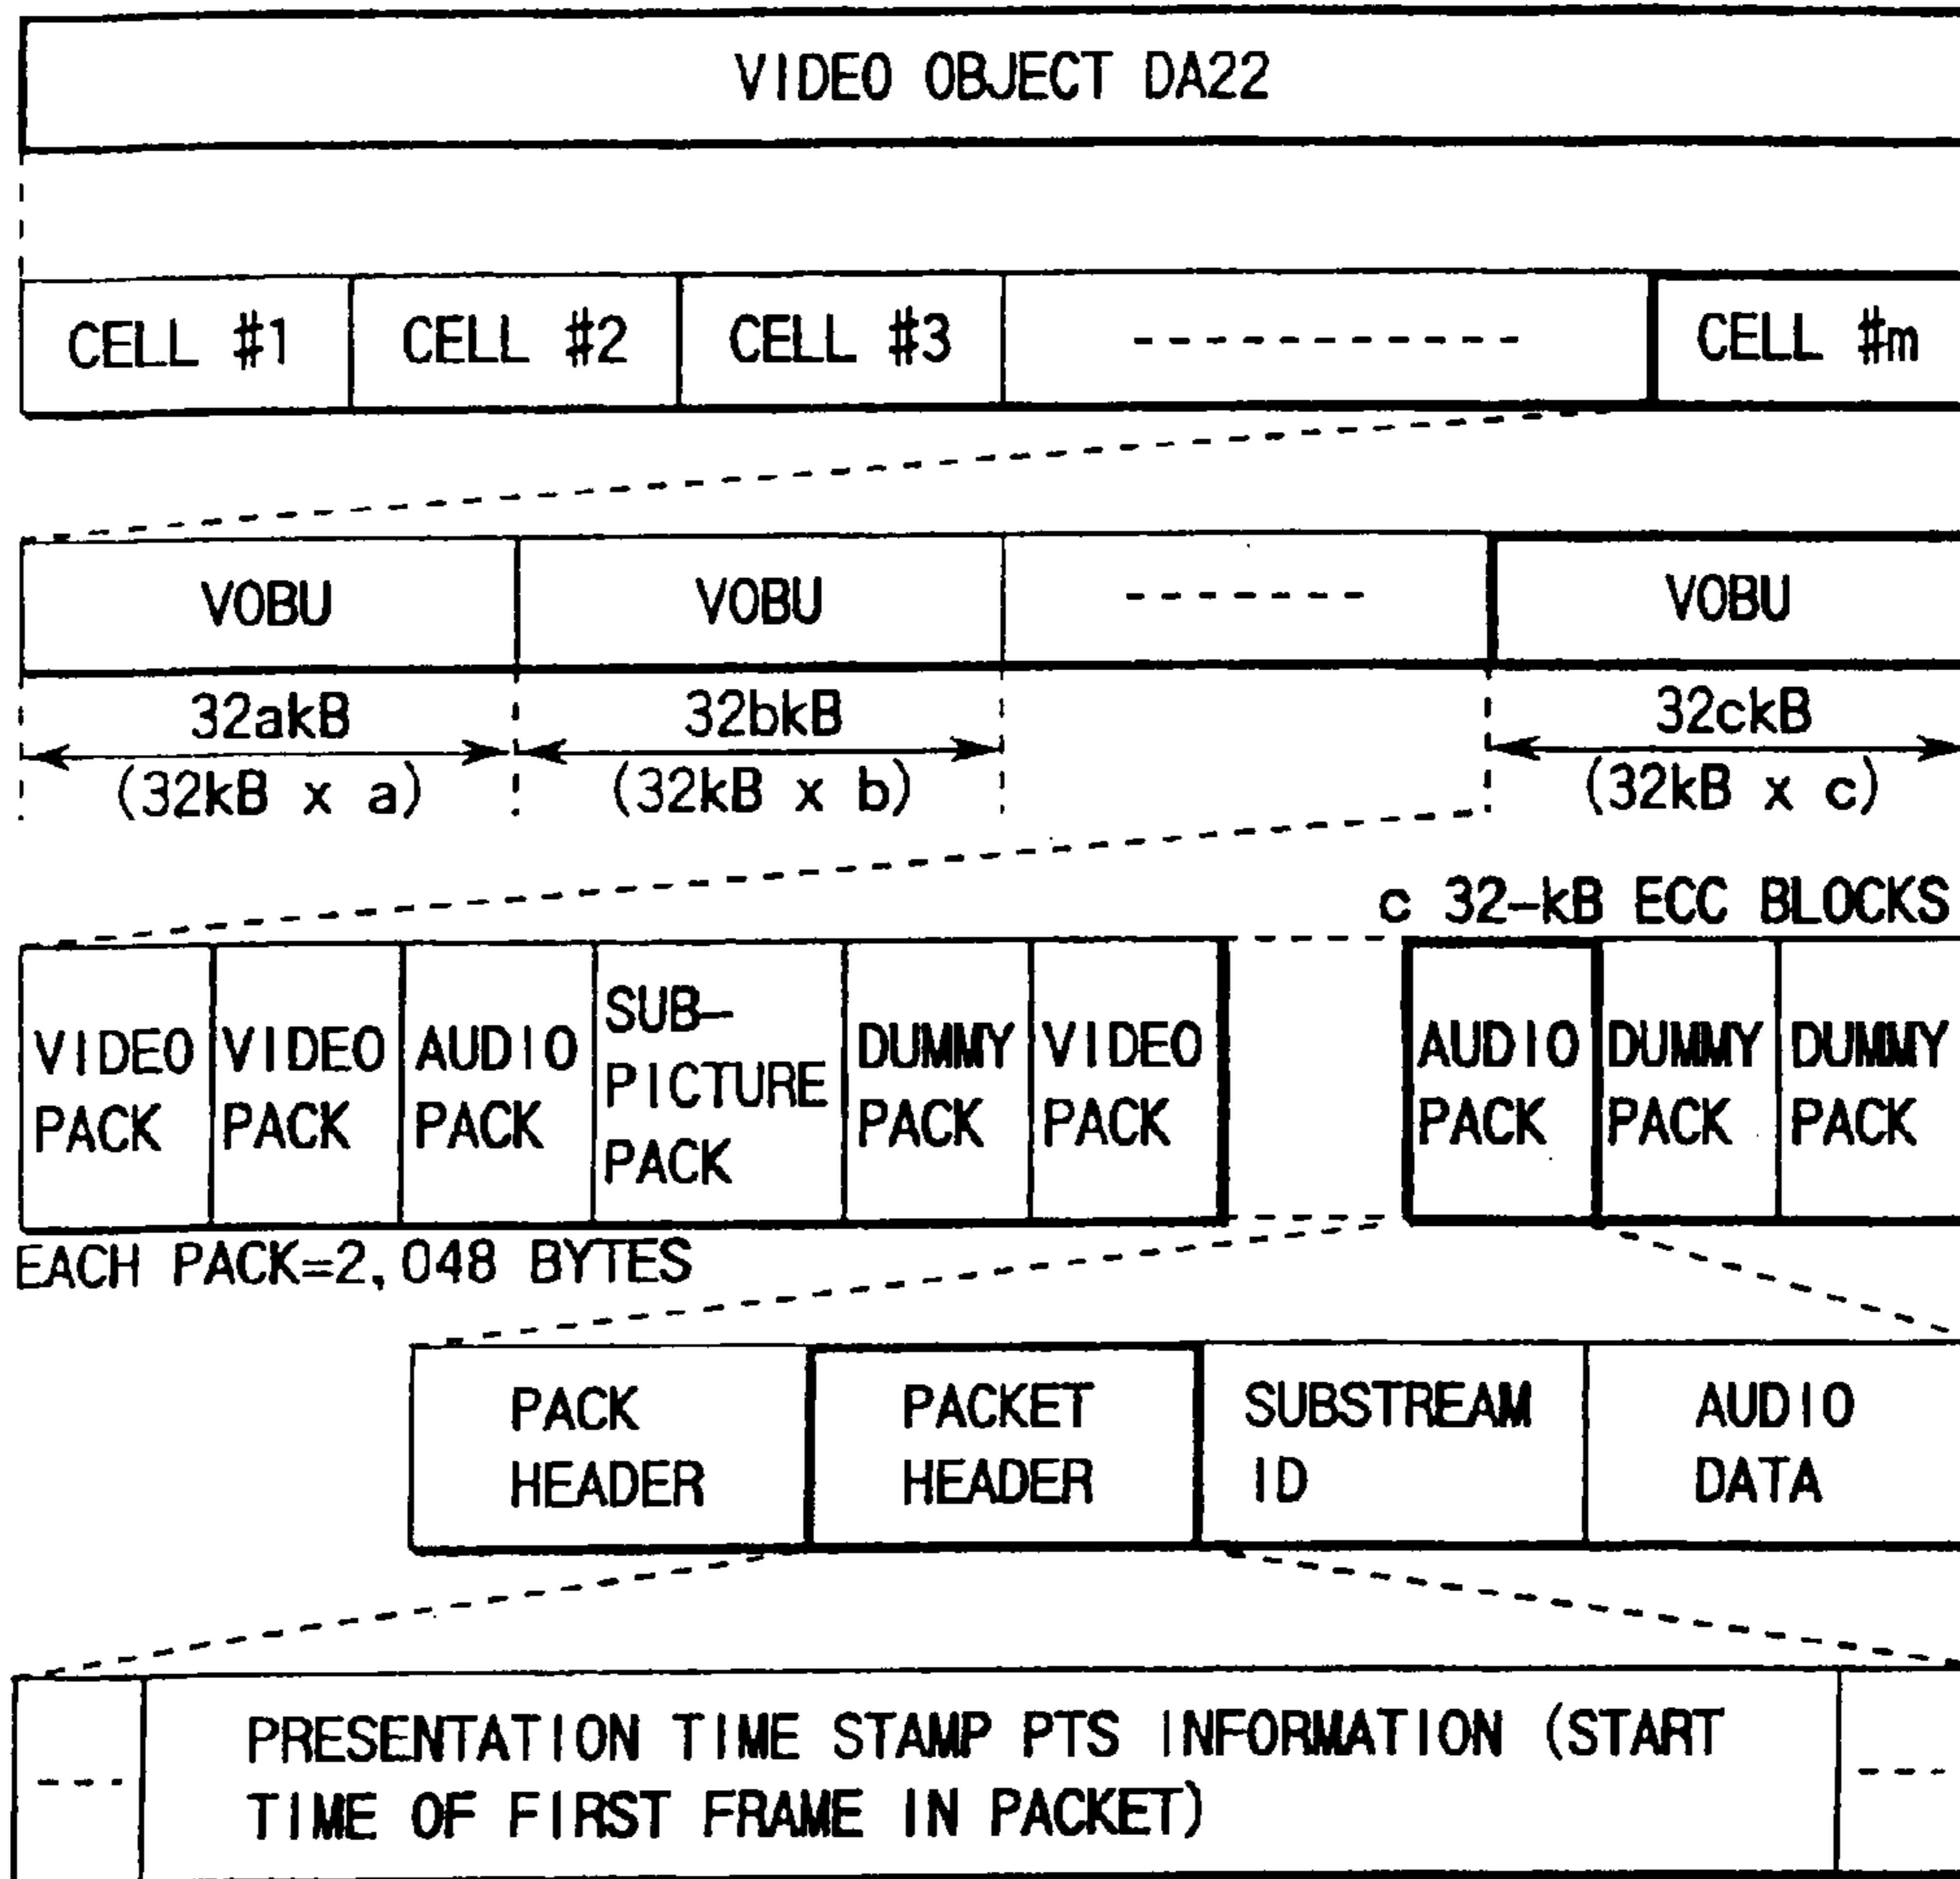 VIDEO OBJECT DA22
CELL #1 CELL #2 CELL #3 ----------- CELL #m
VOBU VOBU ------- VOBU
32akB 32bkB 32ckB
(32kB x a) (32kB x b) (32kB x c)
c 32-kB ECC BLOCKS
VIDEO PACK
VIDEO PACK
AUDIO PACK
SUB-
PICTURE
PACK
DUMMY PACK
VIDEO PACK
AUDIO PACK
DUMMY PACK
DUMMY PACK
EACH PACK=2,048 BYTES
PACK
HEADER
PACKET
HEADER
SUBSTREAM
ID
AUDIO
DATA
--- PRESENTATION TIME STAMP PTS INFORMATION (START ---
TIME OF FIRST FRAME IN PACKET)